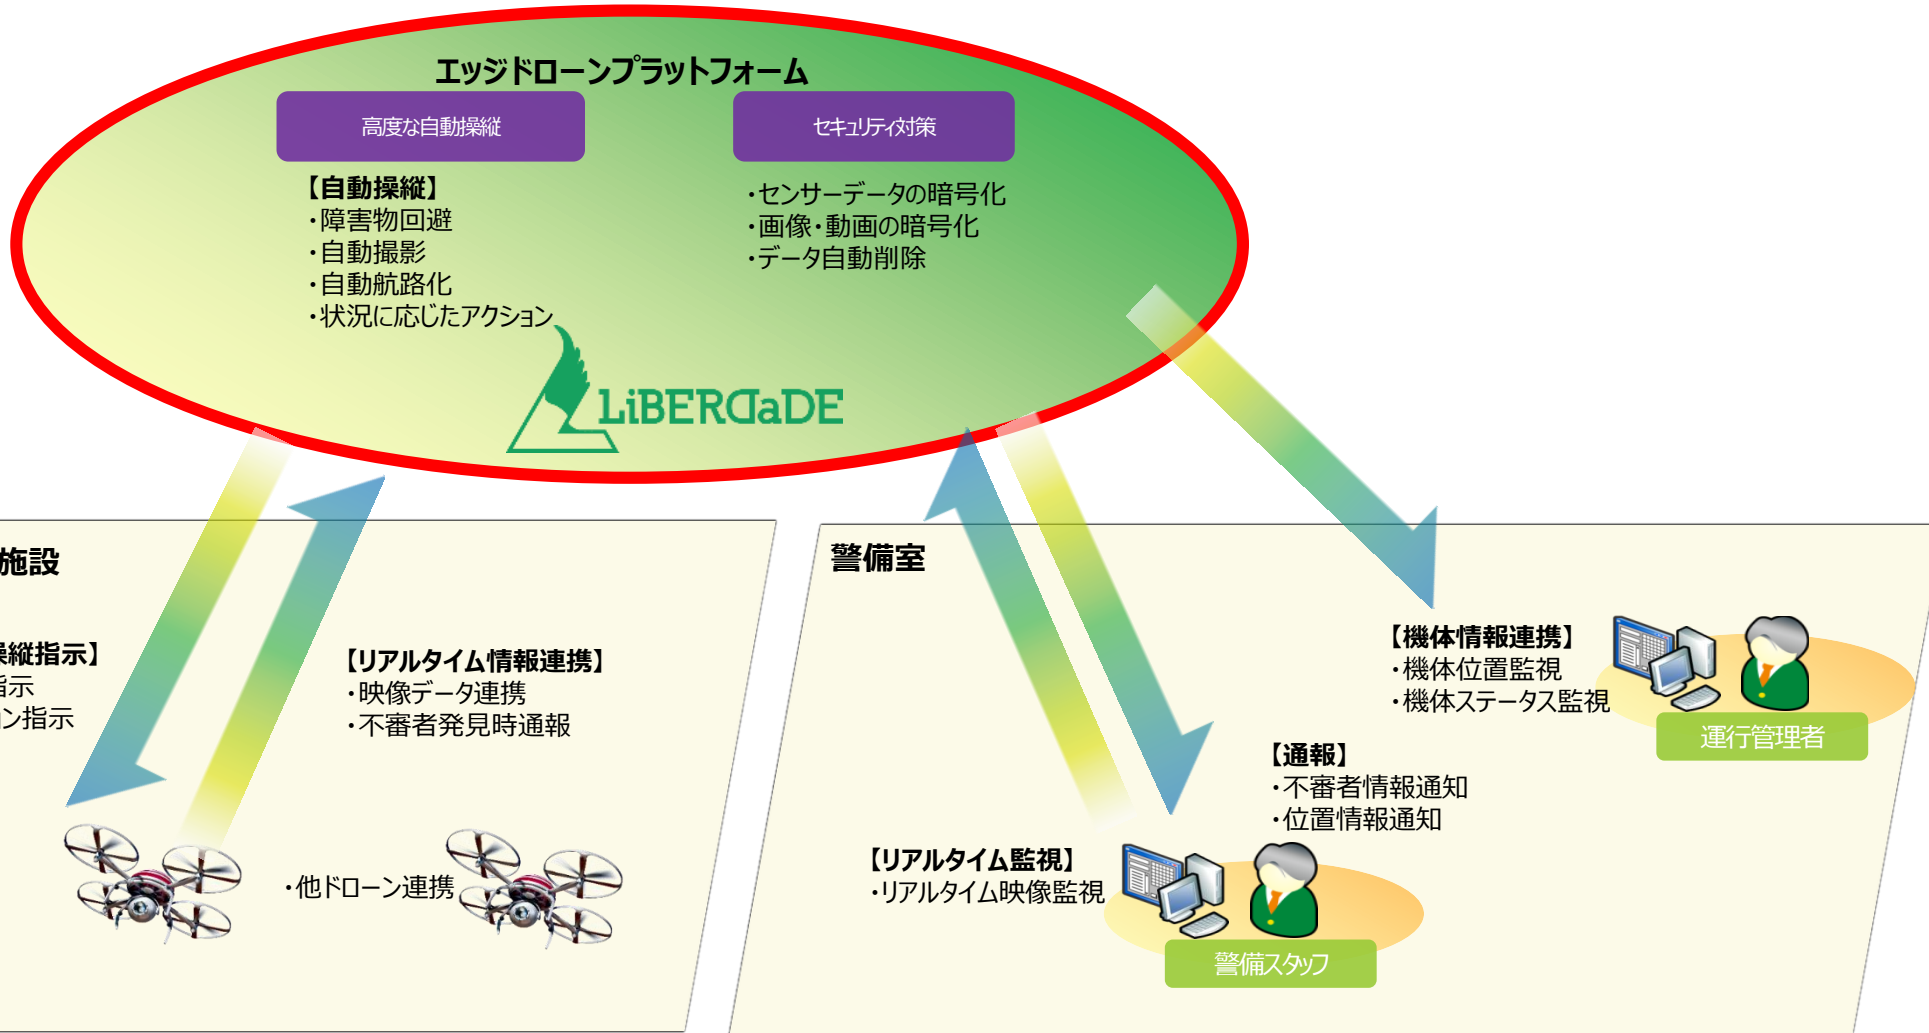 エッジドローンプラットフォーム
高度な自動操縦
セキュリティ対策
【自動操縦】
・障害物回避
・自動撮影
・自動航路化
・状況に応じたアクション
・センサーデータの暗号化
・画像・動画の暗号化
・データ自動削除
LiBERDaDE
施設
縦指示】
指示
ン指示
【リアルタイム情報連携】
・映像データ連携
・不審者発見時通報
・他ドローン連携
警備室
【機体情報連携】
・機体位置監視
・機体ステータス監視
運行管理者
【通報】
・不審者情報通知
・位置情報通知
【リアルタイム監視】
・リアルタイム映像監視
警備スタッフ